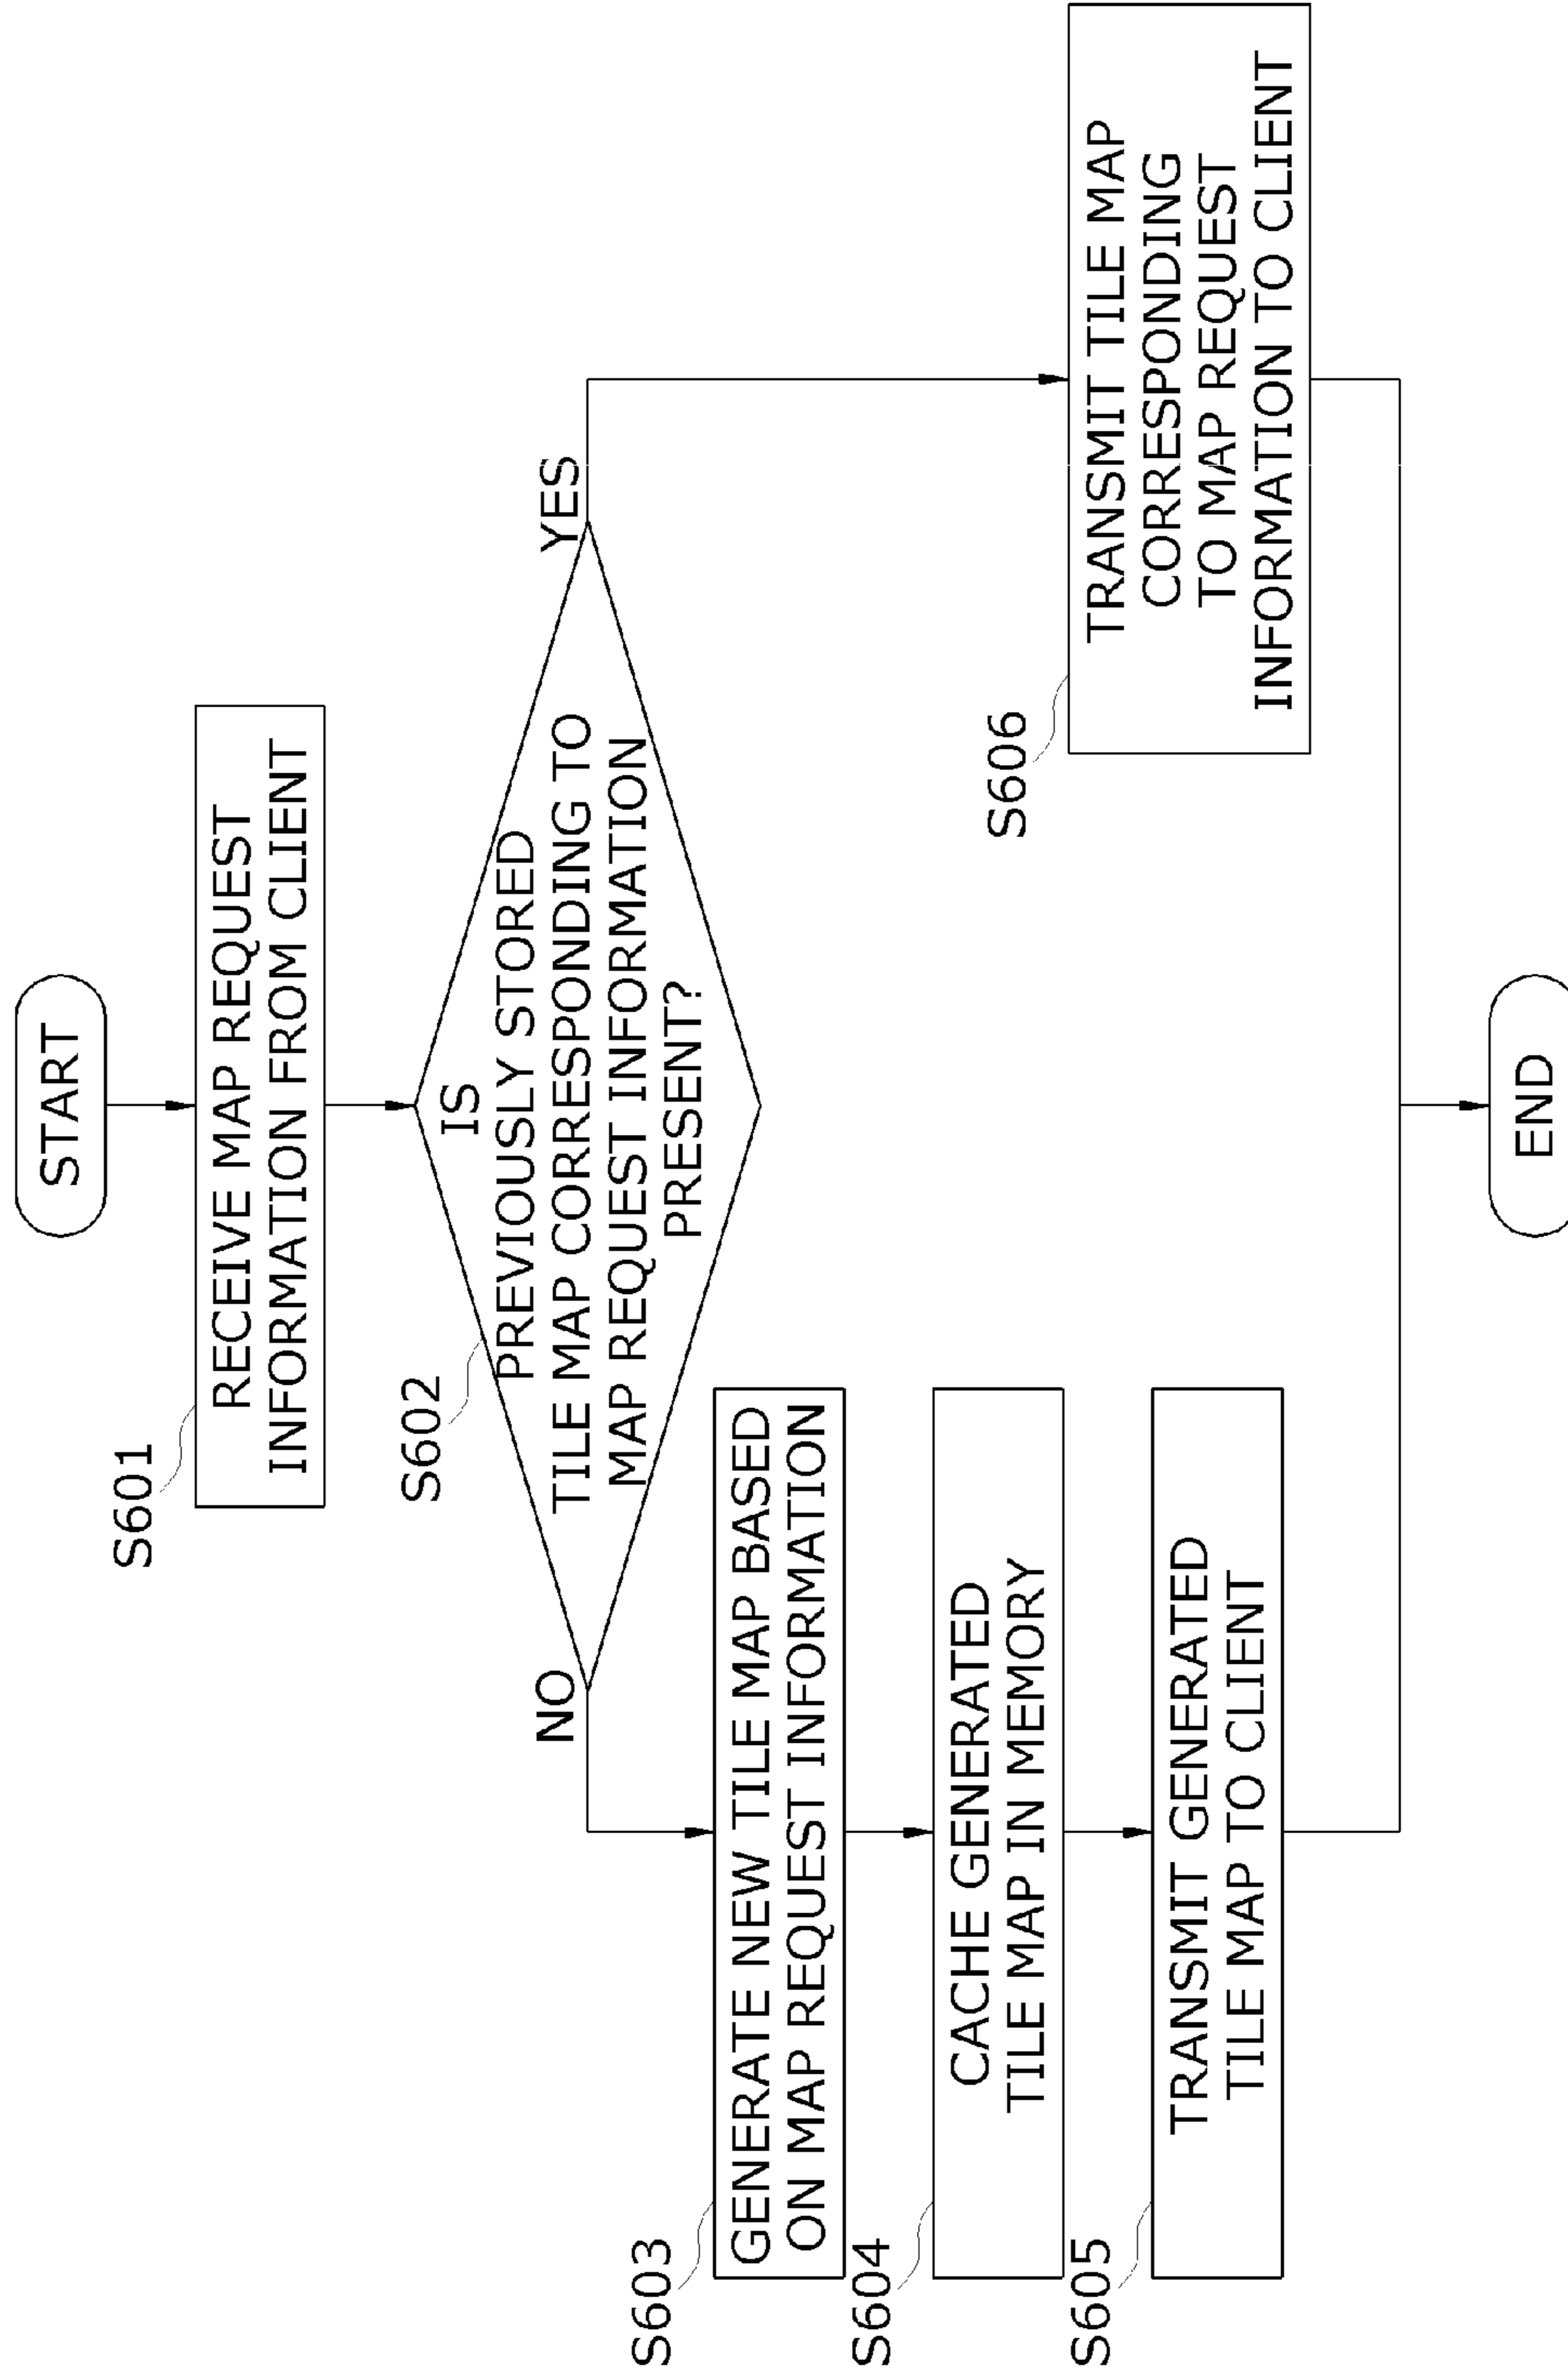 START
S601
RECEIVE MAP REQUEST
INFORMATION FROM CLIENT
S602
IS
PREVIOUSLY STORED
TILE MAP CORRESPONDING TO
MAP REQUEST INFORMATION
PRESENT?
NO
YES
S603
GENERATE NEW TILE MAP BASED
ON MAP REQUEST INFORMATION
S604
CACHE GENERATED
TILE MAP IN MEMORY
S605
TRANSMIT GENERATED
TILE MAP TO CLIENT
S606
TRANSMIT TILE MAP
CORRESPONDING
TO MAP REQUEST
INFORMATION TO CLIENT
END